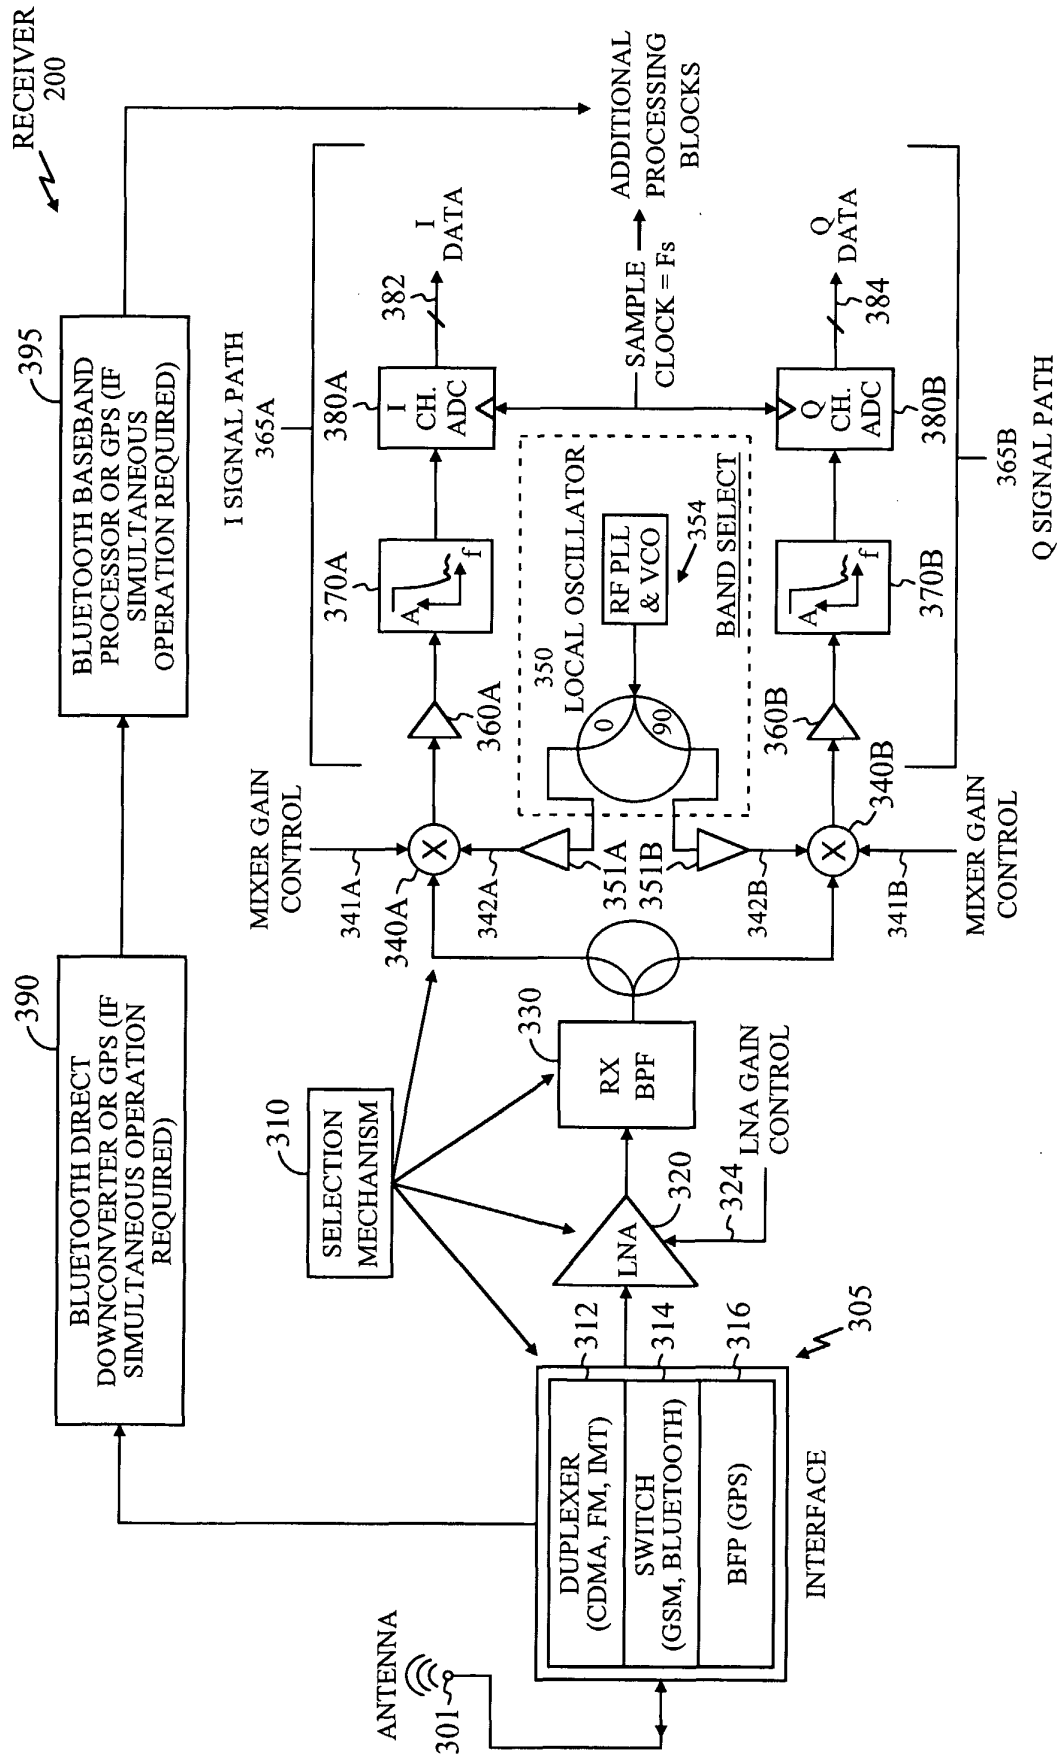 RECEIVER
200
390
BLUETOOTH DIRECT
DOWNCONVERTER OR GPS (IF
SIMULTANEOUS OPERATION
REQUIRED)
395
BLUETOOTH BASEBAND
PROCESSOR OR GPS (IF
SIMULTANEOUS
OPERATION REQUIRED)
I SIGNAL PATH
365A
310
SELECTION
MECHANISM
MIXER GAIN
CONTROL
341A
340A
X
342A
360A
370A
A
f
380A
I
CH.
ADC
382
I
DATA
ANTENNA
301
DUPLEXER
(CDMA, FM, IMT)
312
SWITCH
(GSM, BLUETOOTH)
314
BFP (GPS)
316
INTERFACE
305
LNA
320
324
LNA GAIN
CONTROL
330
RX
BPF
351A
351B
350
LOCAL OSCILLATOR
0
90
RF PLL
& VCO
354
BAND SELECT
SAMPLE
CLOCK = Fs
ADDITIONAL
PROCESSING
BLOCKS
342B
X
340B
341B
MIXER GAIN
CONTROL
360B
A
f
370B
Q
CH.
ADC
380B
384
Q
DATA
365B
Q SIGNAL PATH